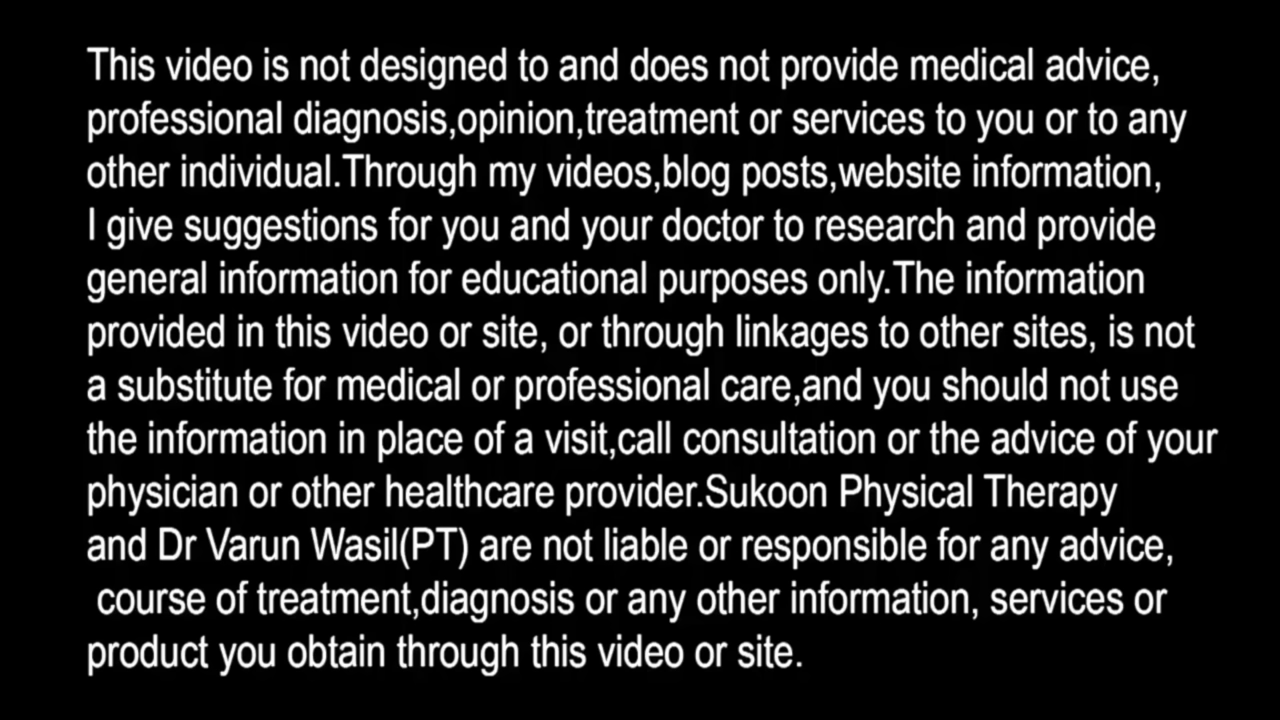 This video is not designed to and does not provide medical advice,
professional diagnosis,opinion,treatment or services to you or to any
other individual.Through my videos,blog posts,website information,
I give suggestions for you and your doctor to research and provide
general information for educational purposes only.The information
provided in this video or site, or through linkages to other sites, is not
a substitute for medical or professional care,and you should not use
the information in place of a visit,call consultation or the advice of your
physician or other healthcare provider.Sukoon Physical Therapy
and Dr Varun Wasil(PT) are not liable or responsible for any advice,
course of treatment,diagnosis or any other information, services or
product you obtain through this video or site.